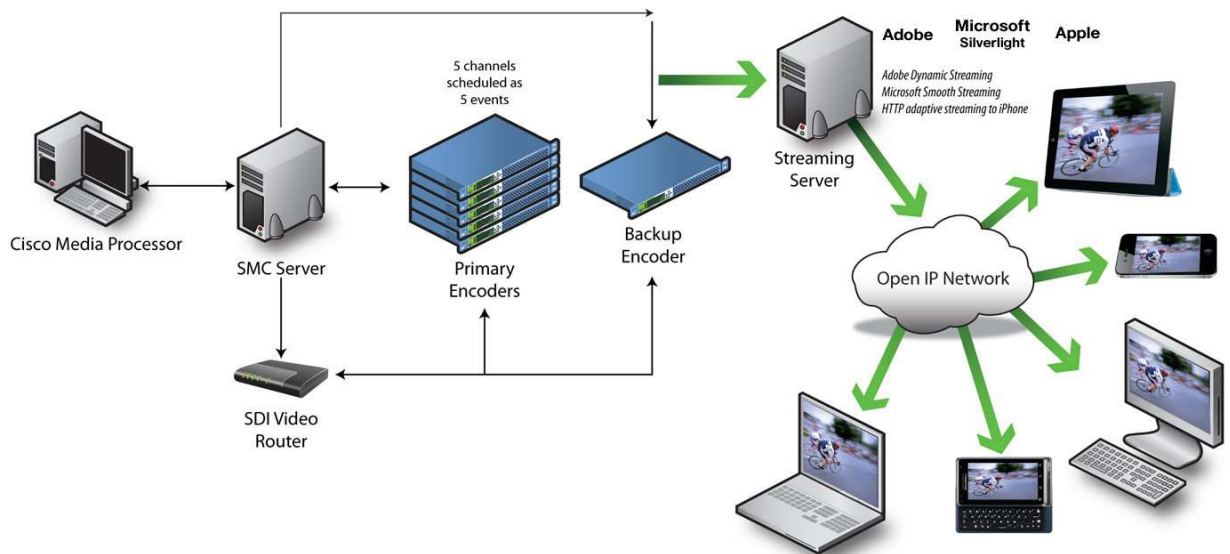 Adobe
Microsoft
Silverlight
Apple
5 channels
scheduled as
5 events
Adobe Dynamic Streaming
Microsoft Smooth Streaming
HTTP adaptive streaming to iPhone
Streaming
Server
Cisco Media Processor
SMC Server
Primary
Encoders
Backup
Encoder
Open IP Network
SDI Video
Router